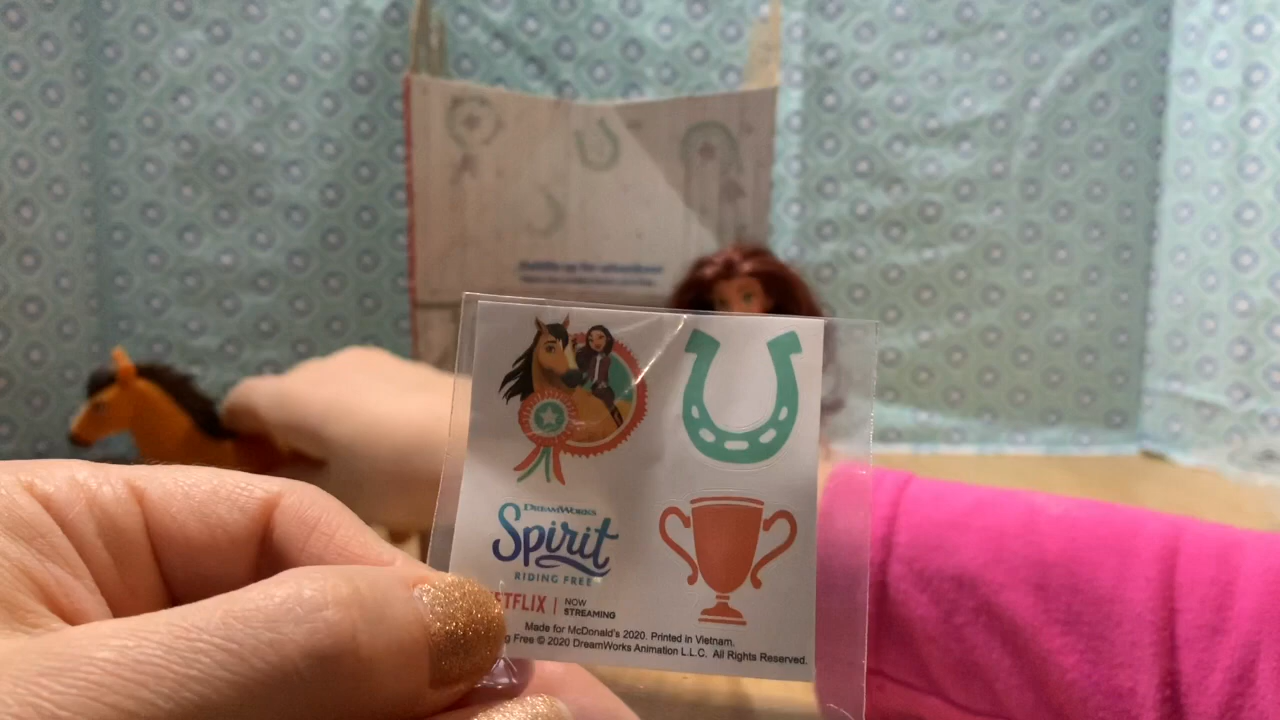 DREAMWORKS
Spirit
RIDING FREE
ETFLIX | NOW
STREAMING
Made for McDonald's 2020. Printed in Vietnam.
g Free © 2020 DreamWorks Animation L.L.C. All Rights Reserved.